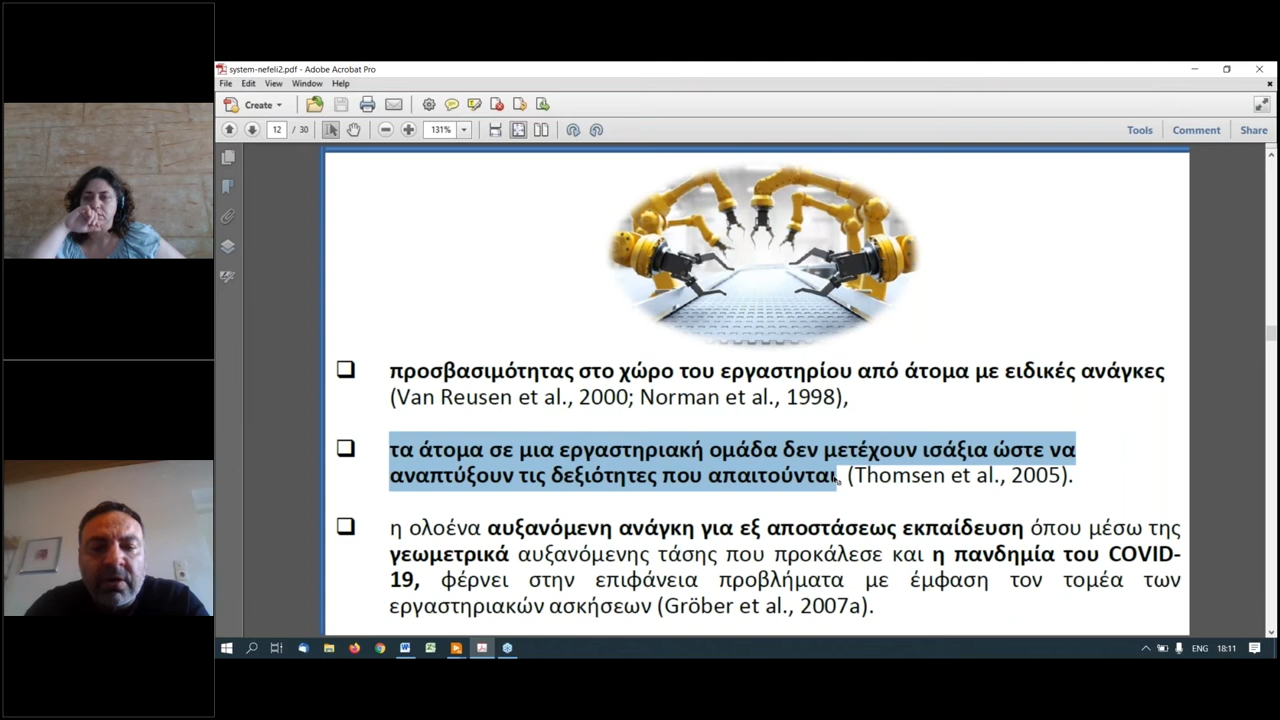 system-nefeli2.pdf - Adobe Acrobat Pro
File Edit View Window Help
Create
12 / 30 131% Tools Comment Share
προσβασιμότητας στο χώρο του εργαστηρίου από άτομα με ειδικές ανάγκες
(Van Reusen et al., 2000; Norman et al., 1998),
τα άτομα σε μια εργαστηριακή ομάδα δεν μετέχουν ισάξια ώστε να
αναπτύξουν τις δεξιότητες που απαιτούνται, (Thomsen et al., 2005).
η ολοένα αυξανόμενη ανάγκη για εξ αποστάσεως εκπαίδευση όπου μέσω της
γεωμετρικά αυξανόμενης τάσης που προκάλεσε και η πανδημία του COVID-
19, φέρνει στην επιφάνεια προβλήματα με έμφαση τον τομέα των
εργαστηριακών ασκήσεων (Gröber et al., 2007a).
ENG 18:11